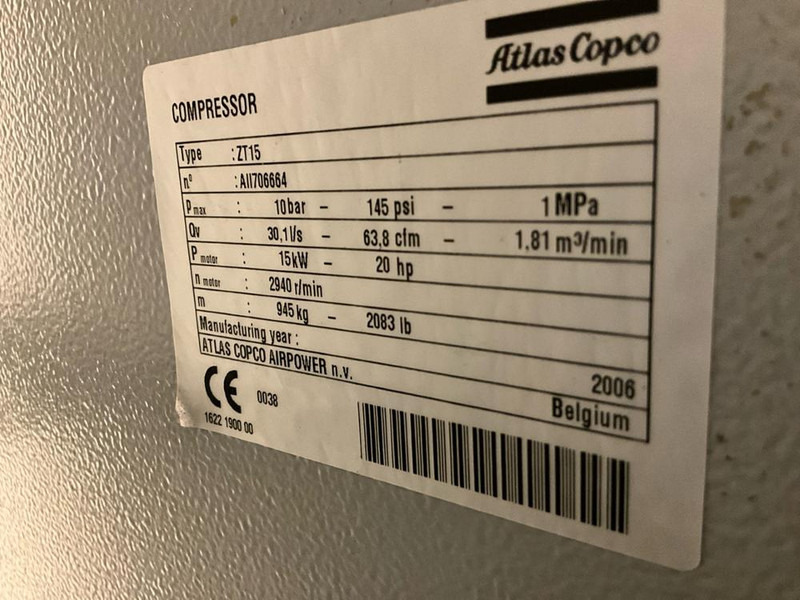 Atlas Copco
COMPRESSOR
Type : ZT15
nº : AII706664
Pmax : 10bar – 145 psi – 1 MPa
Qv : 30,1 l/s – 63,8 cfm – 1.81 m³/min
P motor : 15kW – 20 hp
n motor : 2940 r/min
m : 945 kg – 2083 lb
Manufacturing year : 2006
ATLAS COPCO AIRPOWER n.v. Belgium
CE 0038
1622 1900 00